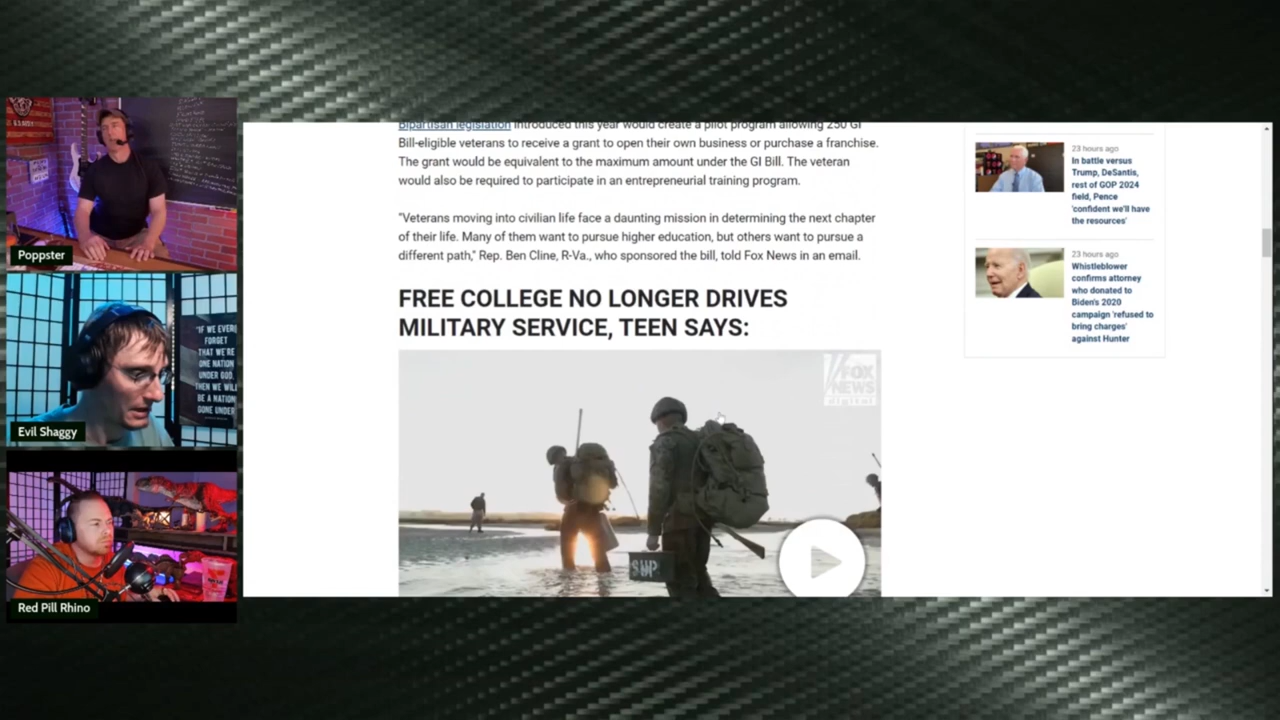 Poppster
"IF WE EVER
FORGET
THAT WE'RE
ONE NATION
UNDER GOD,
THEN WE WILL
BE A NATION
GONE UNDER
Evil Shaggy
Red Pill Rhino
Bipartisan legislation introduced this year would create a pilot program allowing 250 GI
Bill-eligible veterans to receive a grant to open their own business or purchase a franchise.
The grant would be equivalent to the maximum amount under the GI Bill. The veteran
would also be required to participate in an entrepreneurial training program.
"Veterans moving into civilian life face a daunting mission in determining the next chapter
of their life. Many of them want to pursue higher education, but others want to pursue a
different path," Rep. Ben Cline, R-Va., who sponsored the bill, told Fox News in an email.
FREE COLLEGE NO LONGER DRIVES
MILITARY SERVICE, TEEN SAYS:
FOX
NEWS
SUP
23 hours ago
In battle versus
Trump, DeSantis,
rest of GOP 2024
field, Pence
'confident we'll have
the resources'
23 hours ago
Whistleblower
confirms attorney
who donated to
Biden's 2020
campaign 'refused to
bring charges'
against Hunter